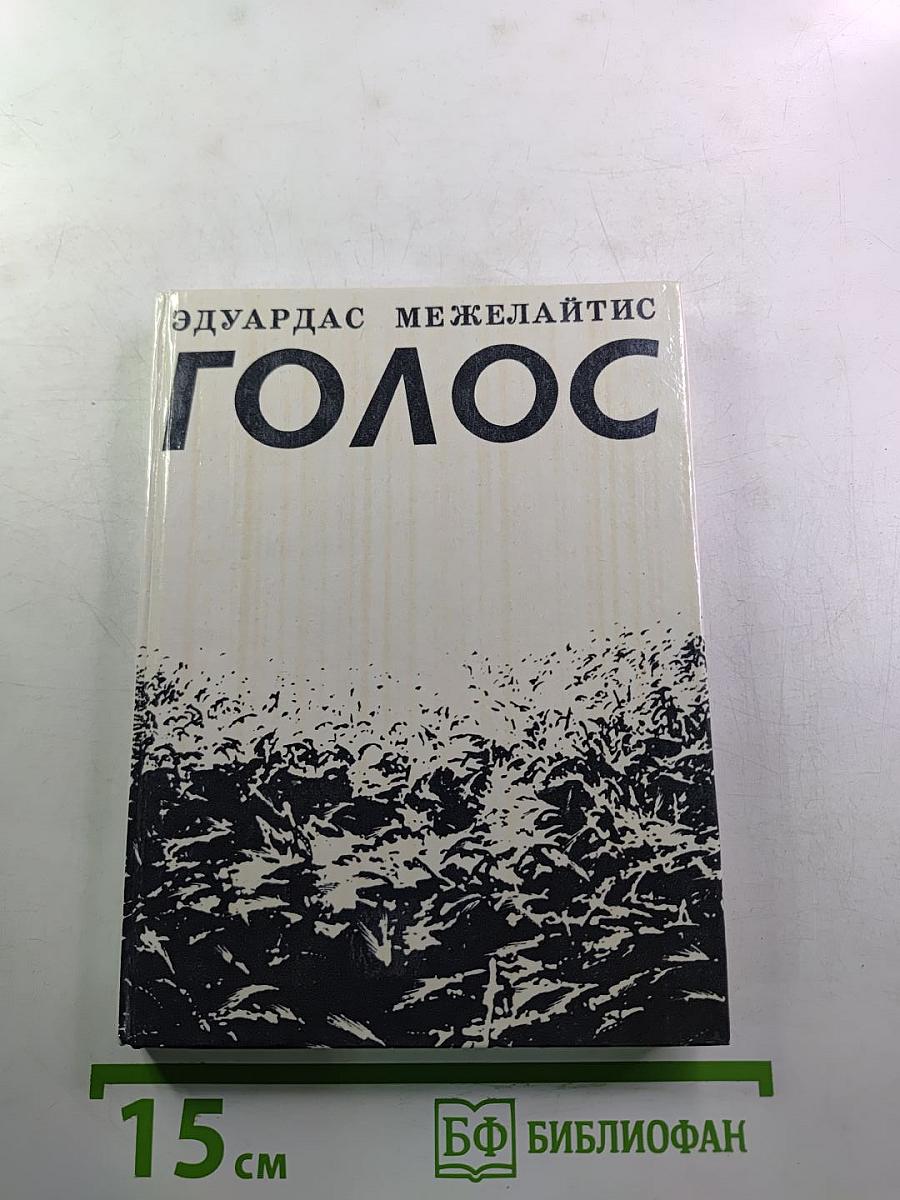 ЭДУАРДАС МЕЖЕЛАЙТИС
ГОЛОС
15 см
БФ БИБЛИОФАН